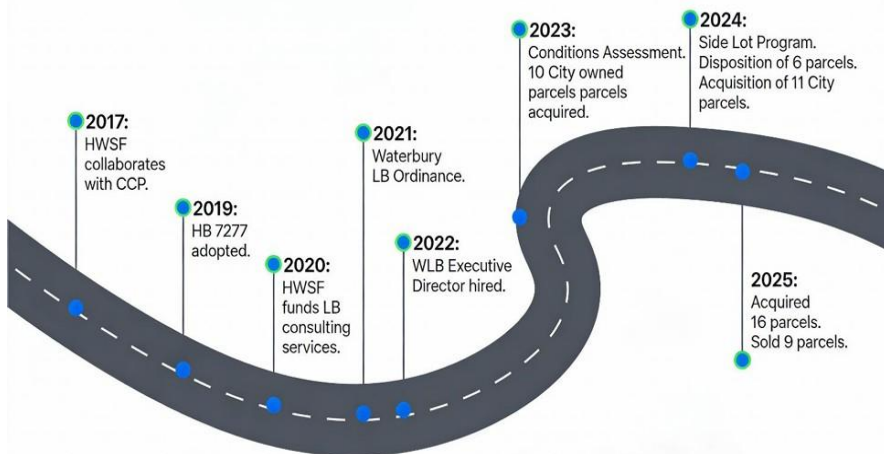 2017:
HWSF
collaborates
with CCP.
2019:
HB 7277
adopted.
2020:
HWSF
funds LB
consulting
services.
2021:
Waterbury
LB Ordinance.
2022:
WLB Executive
Director hired.
2023:
Conditions Assessment.
10 City owned
parcels parcels
acquired.
2024:
Side Lot Program.
Disposition of 6 parcels.
Acquisition of 11 City
parcels.
2025:
Acquired
16 parcels.
Sold 9 parcels.